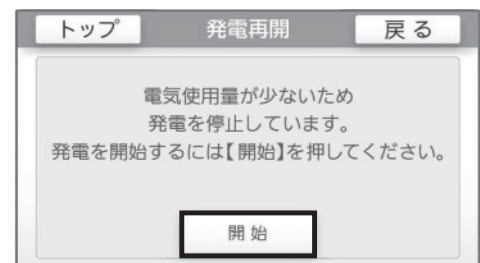 トップ 発電再開 戻る
電気使用量が少ないため
発電を停止しています。
発電を開始するには【開始】を押してください。
開始